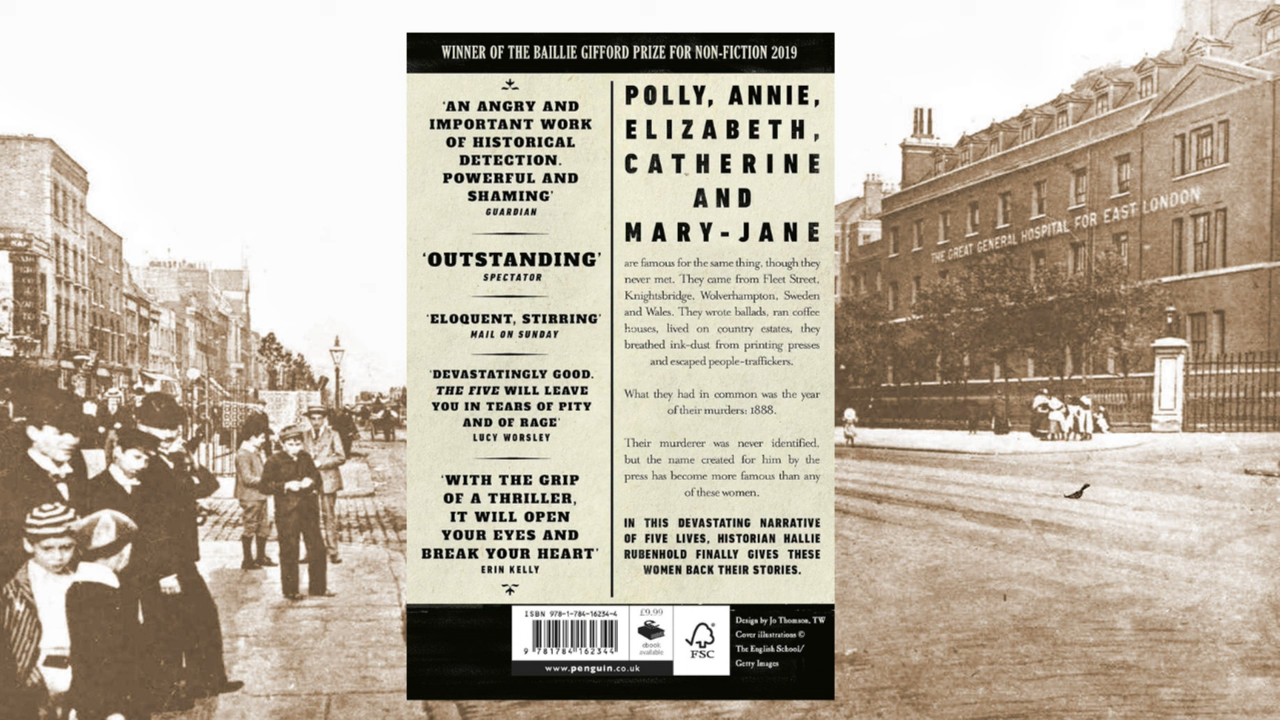 WINNER OF THE BAILLIE GIFFORD PRIZE FOR NON-FICTION 2019
'AN ANGRY AND
IMPORTANT WORK
OF HISTORICAL
DETECTION.
POWERFUL AND
SHAMING'
GUARDIAN
'OUTSTANDING'
SPECTATOR
'ELOQUENT, STIRRING'
MAIL ON SUNDAY
'DEVASTATINGLY GOOD.
THE FIVE WILL LEAVE
YOU IN TEARS OF PITY
AND OF RAGE'
LUCY WORSLEY
'WITH THE GRIP
OF A THRILLER,
IT WILL OPEN
YOUR EYES AND
BREAK YOUR HEART'
ERIN KELLY
POLLY, ANNIE,
ELIZABETH,
CATHERINE
AND
MARY-JANE
are famous for the same thing, though they
never met. They came from Fleet Street,
Knightsbridge, Wolverhampton, Sweden
and Wales. They wrote ballads, ran coffee
houses, lived on country estates, they
breathed ink-dust from printing presses
and escaped people-traffickers.
What they had in common was the year
of their murders: 1888.
Their murderer was never identified,
but the name created for him by the
press has become more famous than any
of these women.
IN THIS DEVASTATING NARRATIVE
OF FIVE LIVES, HISTORIAN HALLIE
RUBENHOLD FINALLY GIVES THESE
WOMEN BACK THEIR STORIES.
ISBN 978-1-784-16234-4
9 781784 162344
www.penguin.co.uk
£9.99
ebook
available
FSC
Design by Jo Thomson, TW
Cover illustrations ©
The English School/
Getty Images
THE GREAT GENERAL HOSPITAL FOR EAST LONDON